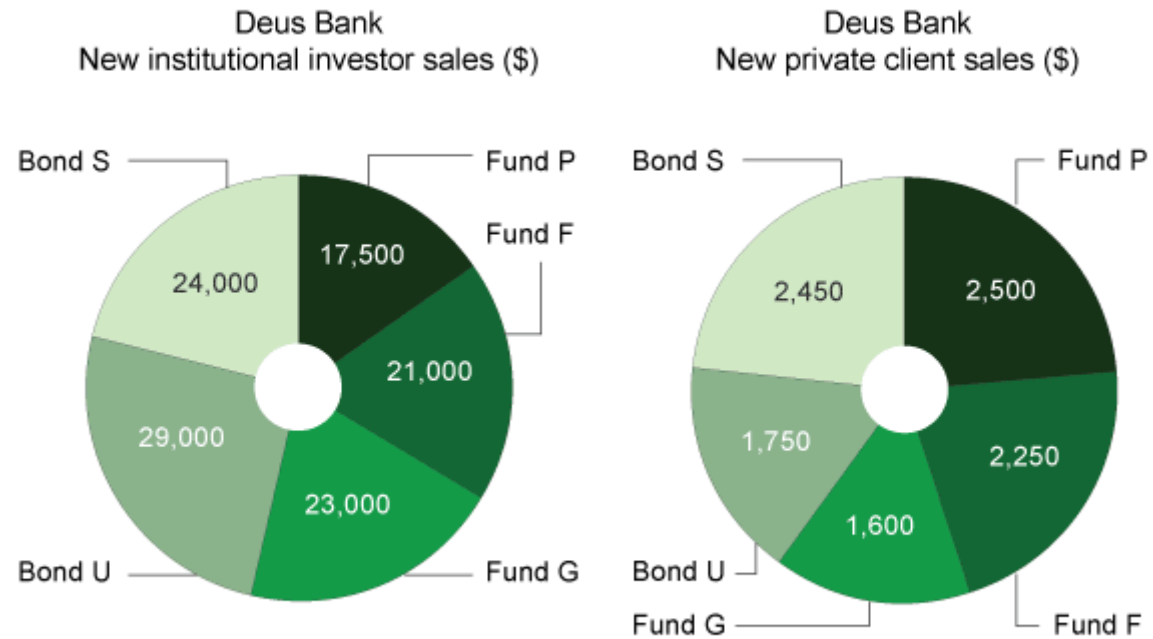 Deus Bank
New institutional investor sales ($)
Bond S
Fund P
Fund F
17,500
24,000
21,000
29,000
23,000
Bond U
Fund G
Deus Bank
New private client sales ($)
Bond S
Fund P
2,450
2,500
1,750
2,250
1,600
Bond U
Fund G
Fund F